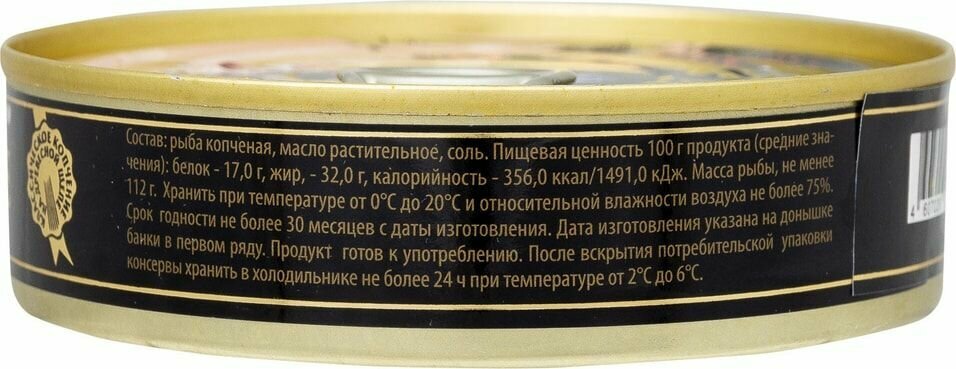 Состав: рыба копченая, масло растительное, соль. Пищевая ценность 100 г продукта (средние зна-
чения): белок - 17,0 г, жир, - 32,0 г, калорийность - 356,0 ккал/1491,0 кДж. Масса рыбы, не менее
112 г. Хранить при температуре от 0°С до 20°С и относительной влажности воздуха не более 75%.
Срок годности не более 30 месяцев с даты изготовления. Дата изготовления указана на донышке
банки в первом ряду. Продукт готов к употреблению. После вскрытия потребительской упаковки
консервы хранить в холодильнике не более 24 ч при температуре от 2°С до 6°С.